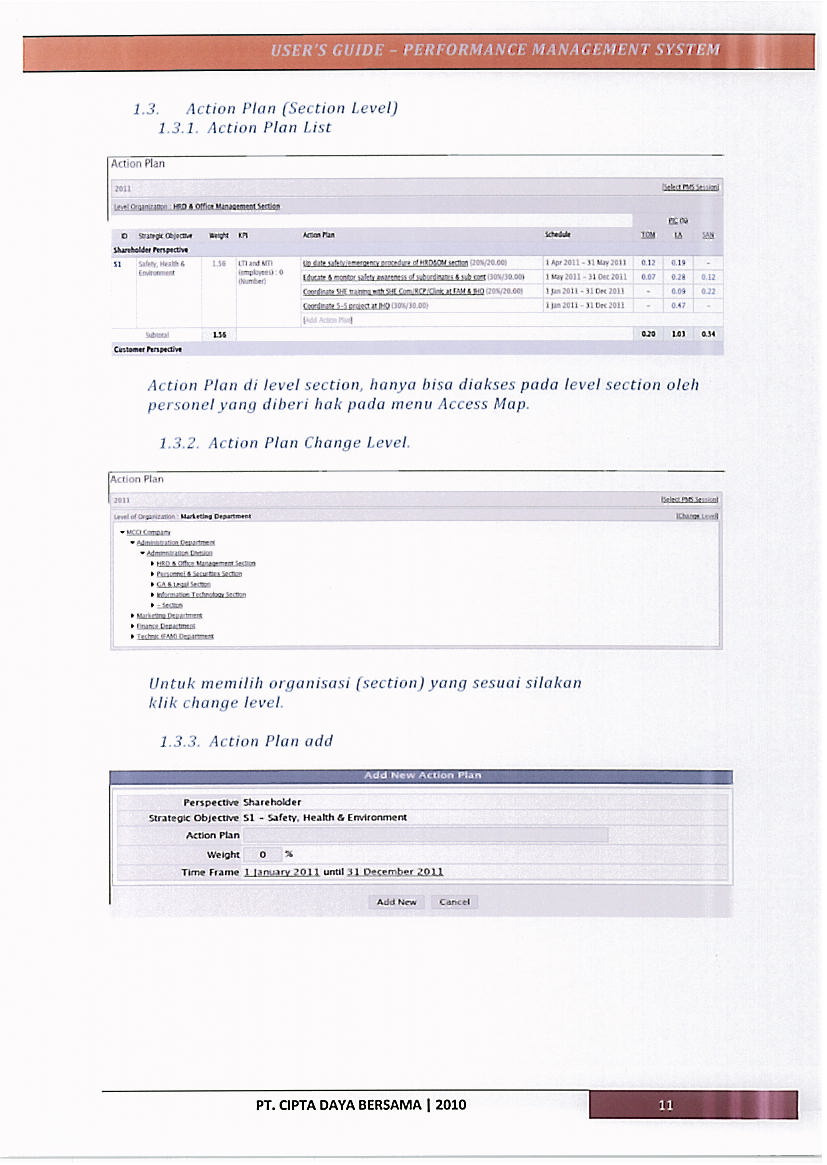 USER'S GUIDE – PERFORMANCE MANAGEMENT SYSTEM
1.3. Action Plan (Section Level)
1.3.1. Action Plan List
Action Plan
2011 [Select PMS Session]
Level Organization : HRD & Office Management Section
PIC (%)
ID Strategic Objective Weight KPI Action Plan Schedule TOM LA SAN
Shareholder Perspective
S1 Safety, Health & 1.56 LTI and MTI Up date safety/emergency procedure of HRD&OM section (20%/20.00) 1 Apr 2011 – 31 May 2011 0.12 0.19 –
Environment (employees) : 0 Educate & monitor safety awareness of subordinates & sub cont (30%/30.00) 1 May 2011 – 31 Dec 2011 0.07 0.28 0.12
(Number) Coordinate SHE training with SHE Com/RCP/Clinic at FAM & JHO (20%/20.00) 1 Jan 2011 – 31 Dec 2011 – 0.09 0.22
Coordinate 5-S project at JHO (30%/30.00) 1 Jan 2011 – 31 Dec 2011 – 0.47 –
[Add Action Plan]
Subtotal 1.56 0.20 1.03 0.34
Customer Perspective
Action Plan di level section, hanya bisa diakses pada level section oleh
personel yang diberi hak pada menu Access Map.
1.3.2. Action Plan Change Level.
Action Plan
2011 [Select PMS Session]
Level of Organization : Marketing Department [Change Level]
MCCI Company
Administration Department
Administration Division
HRD & Office Management Section
Personnel & Securities Section
GA & Legal Section
Information Technology Section
– Section
Marketing Department
Finance Department
Technic (FAM) Department
Untuk memilih organisasi (section) yang sesuai silakan
klik change level.
1.3.3. Action Plan add
Add New Action Plan
Perspective Shareholder
Strategic Objective S1 – Safety, Health & Environment
Action Plan
Weight 0 %
Time Frame 1 January 2011 until 31 December 2011
Add New Cancel
PT. CIPTA DAYA BERSAMA | 2010 11